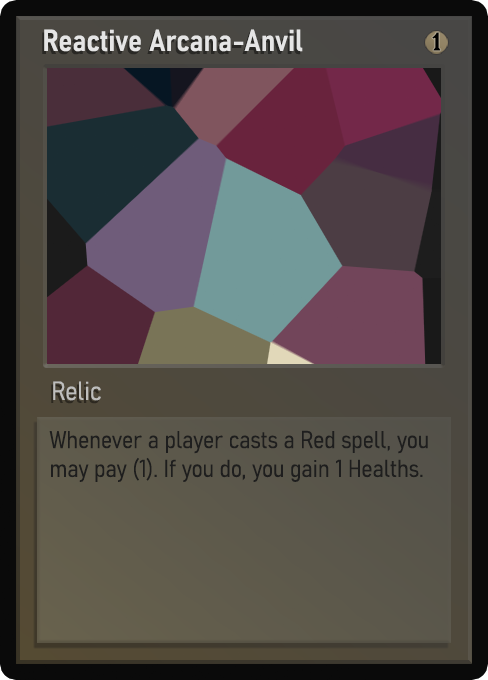 Reactive Arcana-Anvil
1
Relic
Whenever a player casts a Red spell, you
may pay (1). If you do, you gain 1 Healths.